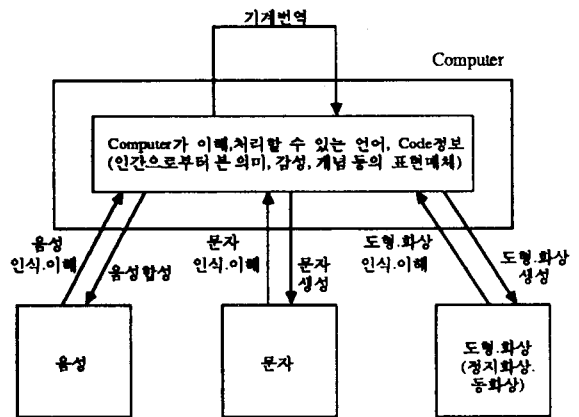 기계번역
Computer
Computer가 이해,처리할 수 있는 언어, Code정보
(인간으로부터 본 의미, 감성, 개념 등의 표현매체)
음성
인식.이해
음성합성
문자
인식.이해
문자
생성
도형.화상
인식.이해
도형.화상
생성
음성
문자
도형.화상
(정지화상.
동화상)